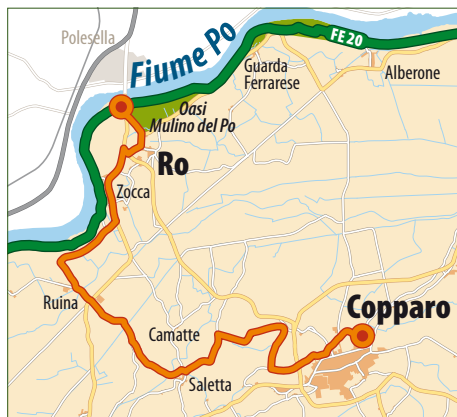 Polesella
Fiume Po
FE 20
Guarda
Ferrarese
Alberone
Oasi
Mulino del Po
Ro
Zocca
Ruina
Copparo
Camatte
Saletta